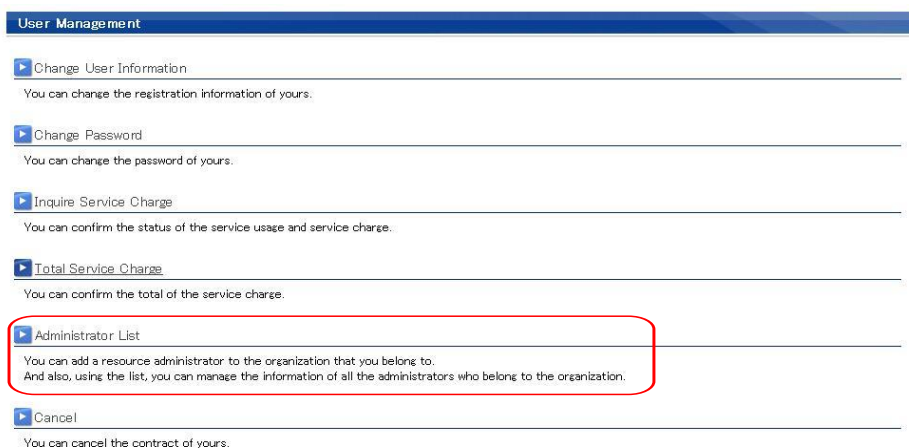 User Management
Change User Information
You can change the registration information of yours.
Change Password
You can change the password of yours.
Inquire Service Charge
You can confirm the status of the service usage and service charge.
Total Service Charge
You can confirm the total of the service charge.
Administrator List
You can add a resource administrator to the organization that you belong to.
And also, using the list, you can manage the information of all the administrators who belong to the organization.
Cancel
You can cancel the contract of yours.